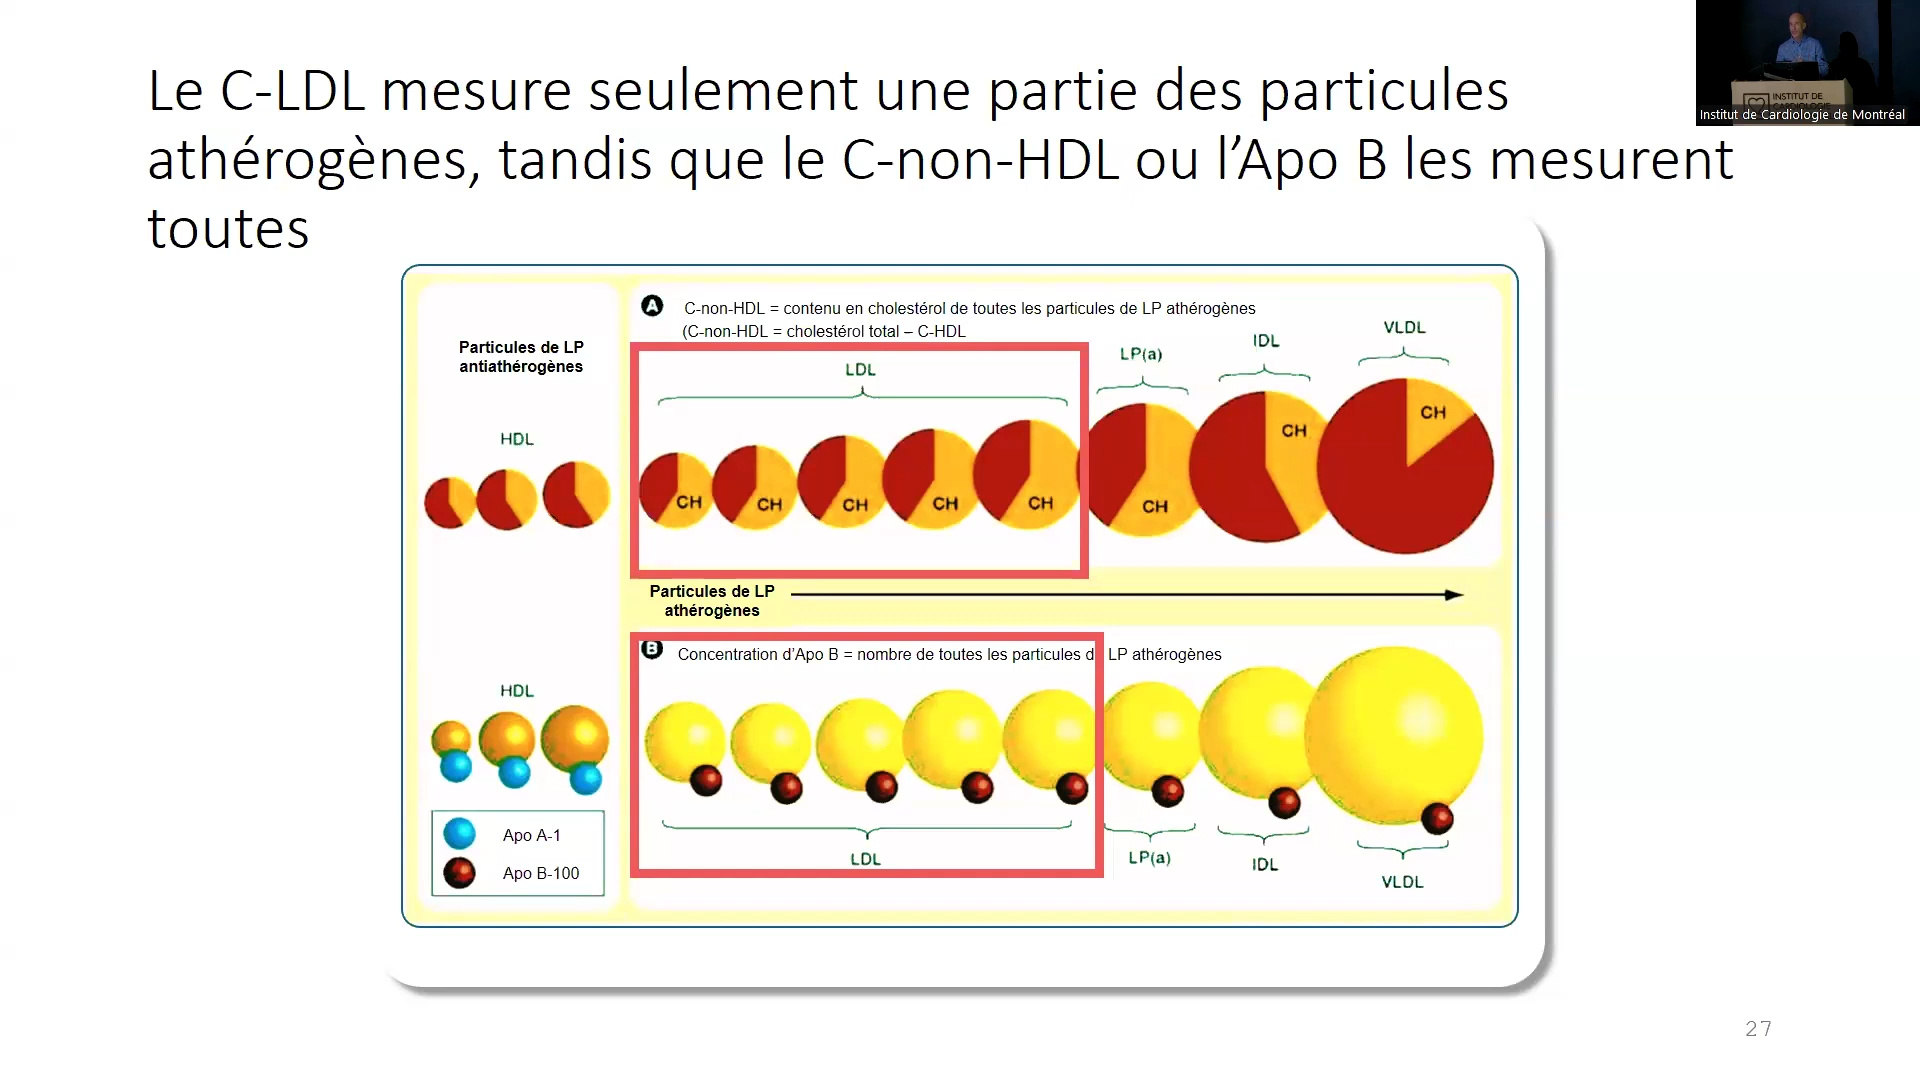 Le C-LDL mesure seulement une partie des particules
athérogènes, tandis que le C-non-HDL ou l’Apo B les mesurent
toutes
INSTITUT DE
CARDIOLOGIE
Institut de Cardiologie de Montréal
Particules de LP
antiathérogènes
HDL
A
C-non-HDL = contenu en cholestérol de toutes les particules de LP athérogènes
(C-non-HDL = cholestérol total – C-HDL
LDL
LP(a)
IDL
VLDL
CH
CH
CH
CH
CH
CH
CH
CH
Particules de LP
athérogènes
B
Concentration d’Apo B = nombre de toutes les particules d LP athérogènes
HDL
LDL
LP(a)
IDL
VLDL
Apo A-1
Apo B-100
27